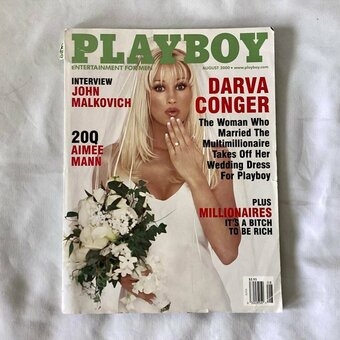 PLAYBOY
ENTERTAINMENT FOR MEN
AUGUST 2000 • www.playboy.com
INTERVIEW
JOHN
MALKOVICH
20Q
AIMEE
MANN
DARVA
CONGER
The Woman Who
Married The
Multimillionaire
Takes Off Her
Wedding Dress
For Playboy
PLUS
MILLIONAIRES
IT'S A BITCH
TO BE RICH